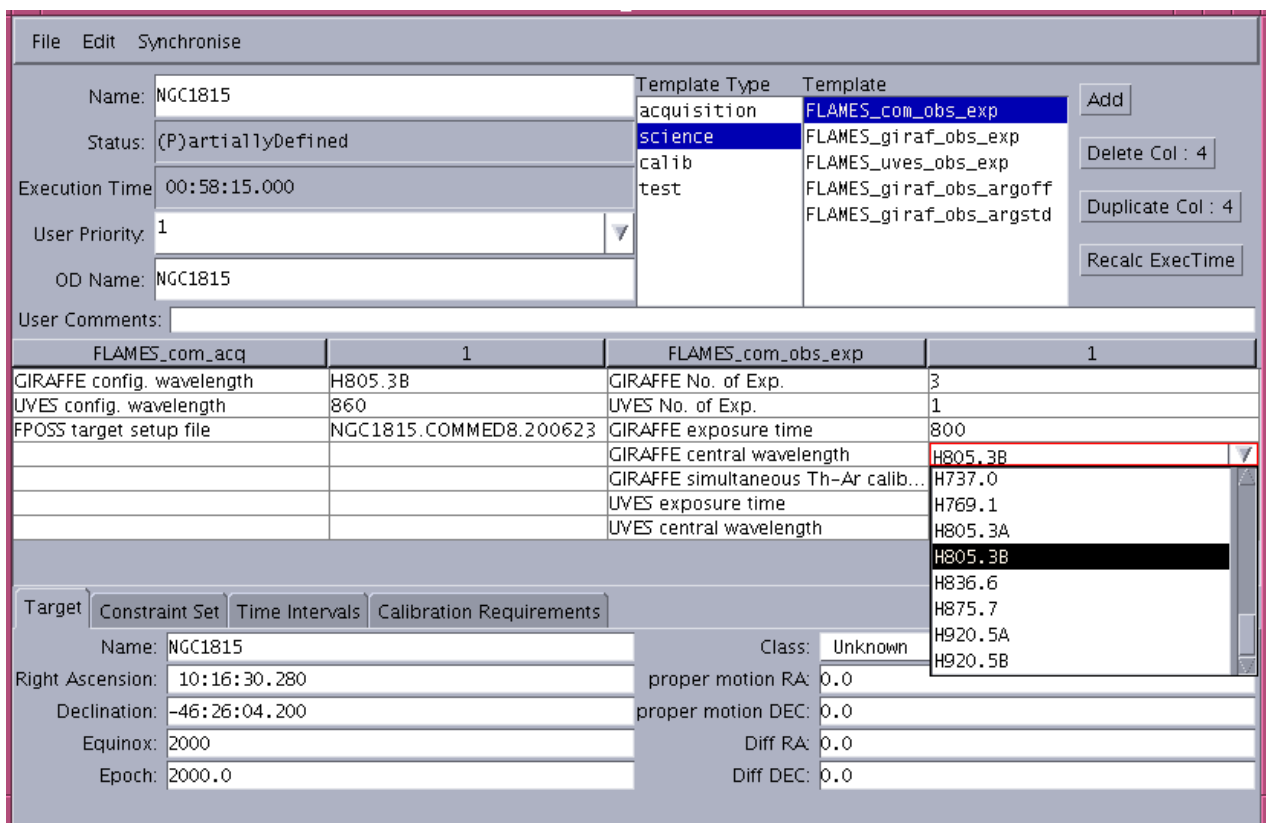 File Edit Synchronise
Name: NGC1815
Status: (P)artiallyDefined
Execution Time 00:58:15.000
User Priority: 1
OD Name: NGC1815
User Comments:
Template Type
acquisition
science
calib
test
Template
FLAMES_com_obs_exp
FLAMES_giraf_obs_exp
FLAMES_uves_obs_exp
FLAMES_giraf_obs_argoff
FLAMES_giraf_obs_argstd
Add
Delete Col : 4
Duplicate Col : 4
Recalc ExecTime
FLAMES_com_acq 1 FLAMES_com_obs_exp 1
GIRAFFE config. wavelength H805.3B GIRAFFE No. of Exp. 3
UVES config. wavelength 860 UVES No. of Exp. 1
FPOSS target setup file NGC1815.COMMED8.200623 GIRAFFE exposure time 800
GIRAFFE central wavelength H805.3B
GIRAFFE simultaneous Th-Ar calib...
UVES exposure time
UVES central wavelength
H737.0
H769.1
H805.3A
H805.3B
H836.6
H875.7
H920.5A
H920.5B
Target Constraint Set Time Intervals Calibration Requirements
Name: NGC1815 Class: Unknown
Right Ascension: 10:16:30.280 proper motion RA: 0.0
Declination: -46:26:04.200 proper motion DEC: 0.0
Equinox: 2000 Diff RA: 0.0
Epoch: 2000.0 Diff DEC: 0.0